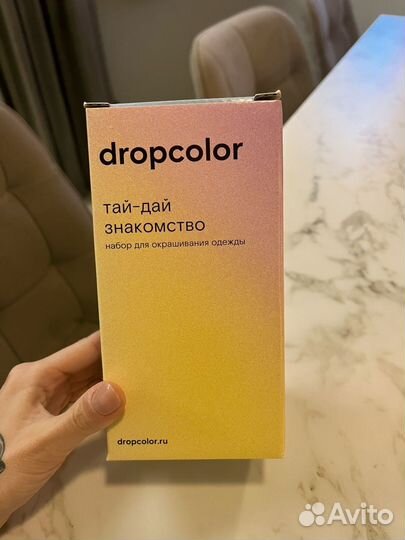 dropcolor
тай-дай
знакомство
набор для окрашивания одежды
dropcolor.ru
Avito